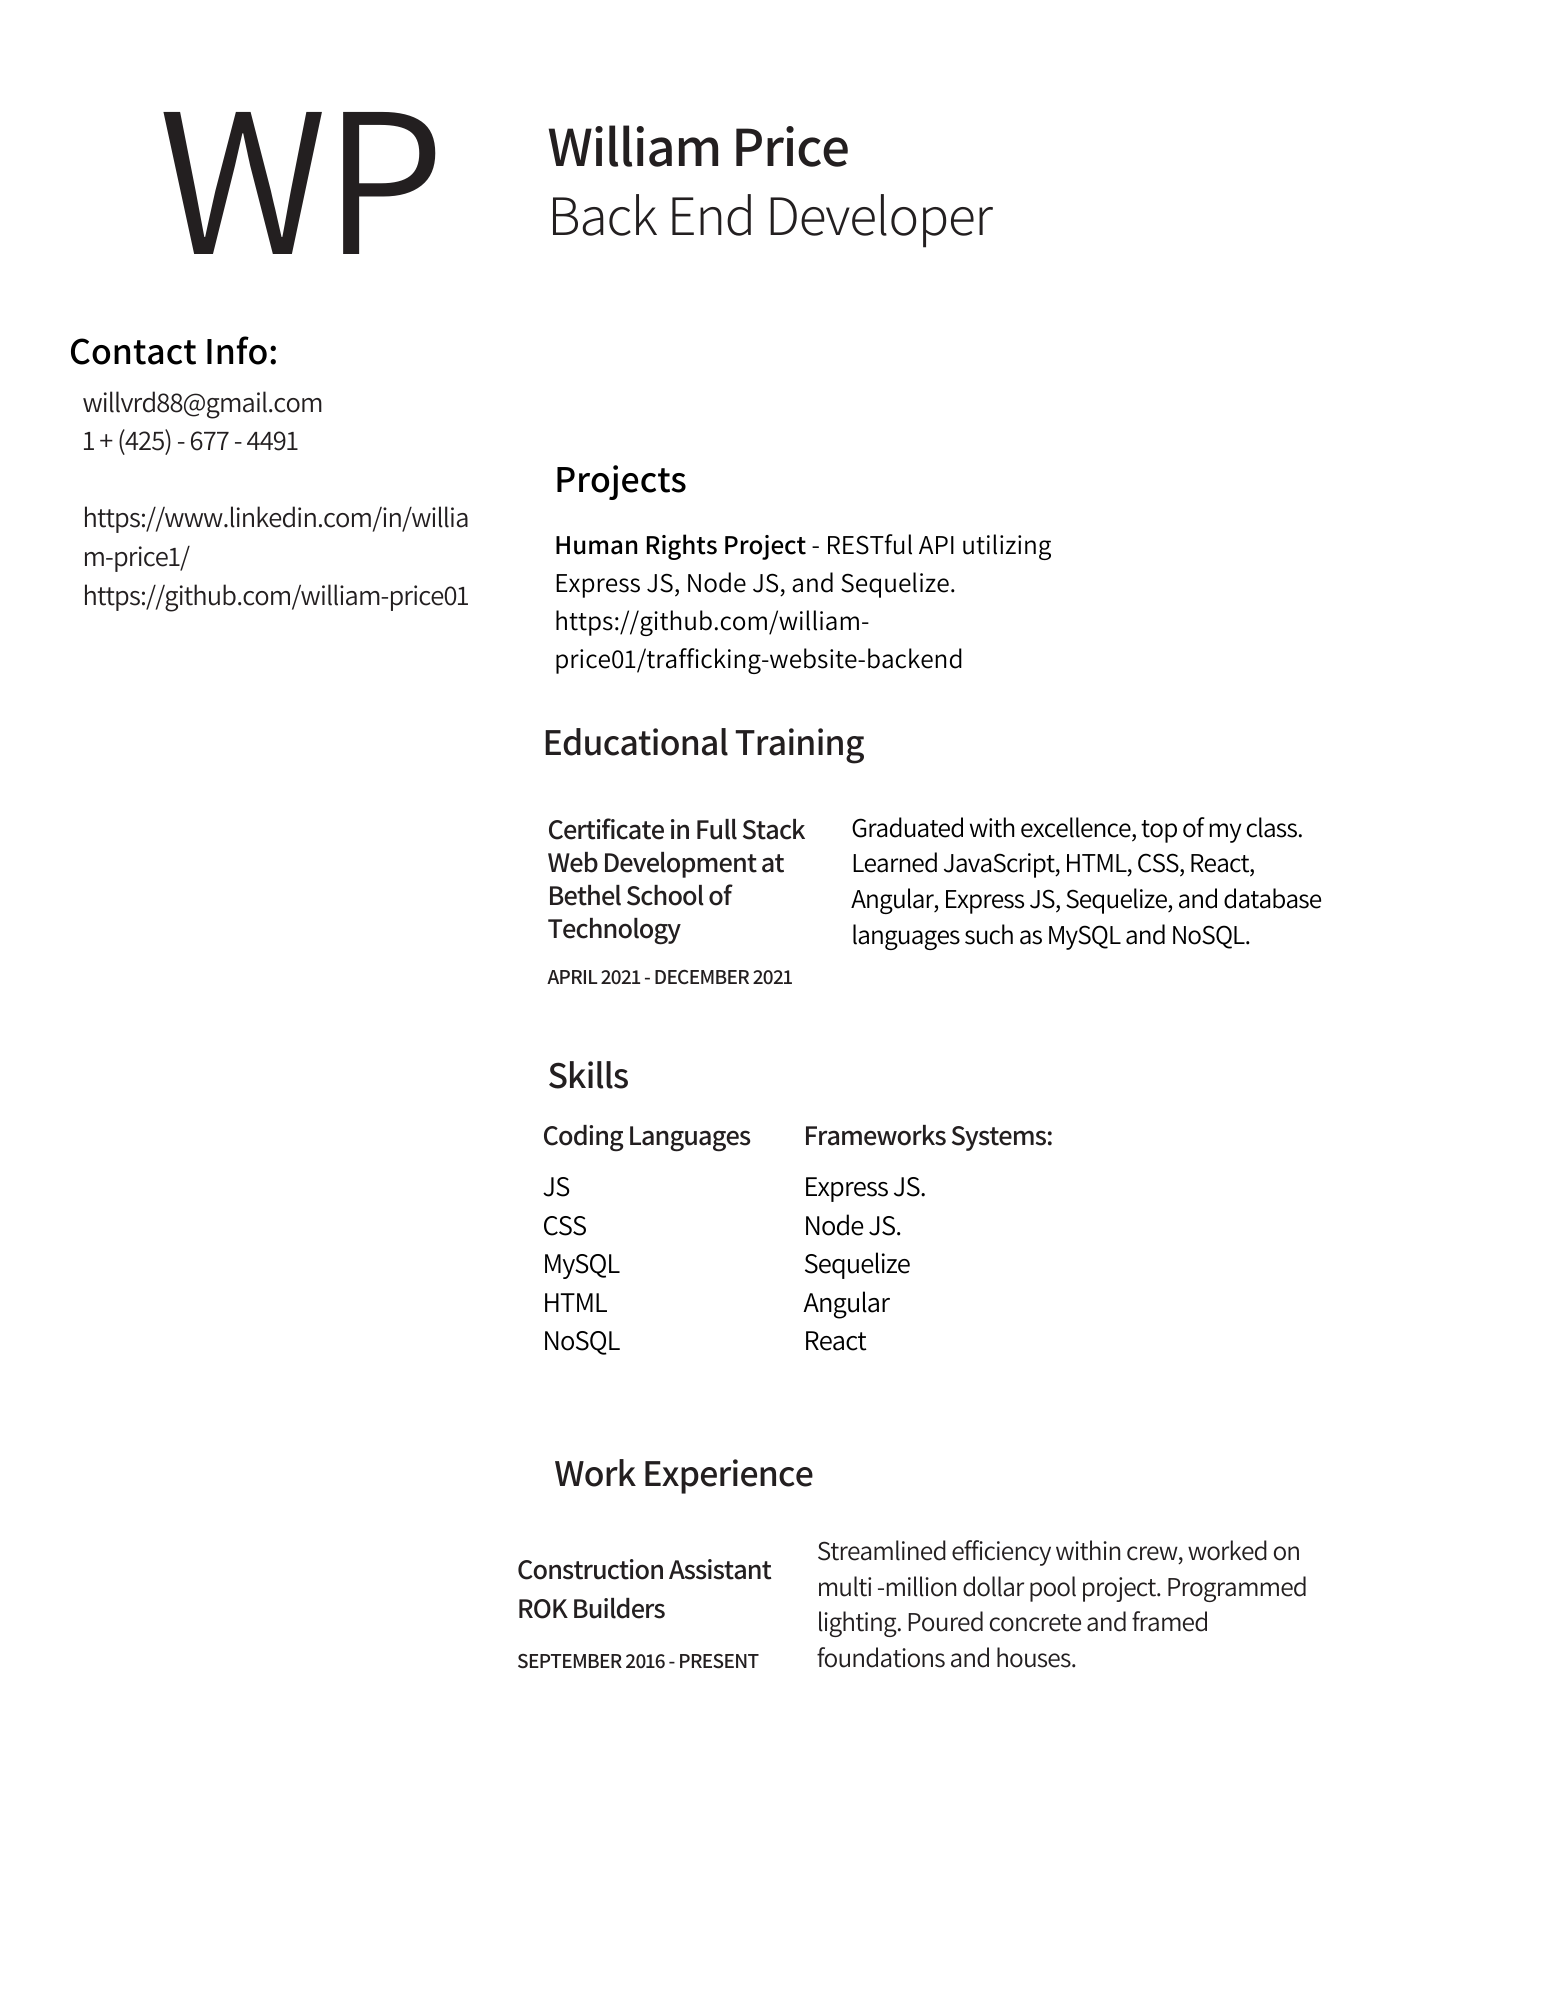 WP
William Price
Back End Developer
Contact Info:
willvrd88@gmail.com
1 + (425) - 677 - 4491
https://www.linkedin.com/in/willia
m-price1/
https://github.com/william-price01
Projects
Human Rights Project - RESTful API utilizing
Express JS, Node JS, and Sequelize.
https://github.com/william-
price01/trafficking-website-backend
Educational Training
Certificate in Full Stack
Web Development at
Bethel School of
Technology
APRIL 2021 - DECEMBER 2021
Graduated with excellence, top of my class.
Learned JavaScript, HTML, CSS, React,
Angular, Express JS, Sequelize, and database
languages such as MySQL and NoSQL.
Skills
Coding Languages
JS
CSS
MySQL
HTML
NoSQL
Frameworks Systems:
Express JS.
Node JS.
Sequelize
Angular
React
Work Experience
Construction Assistant
ROK Builders
SEPTEMBER 2016 - PRESENT
Streamlined efficiency within crew, worked on
multi -million dollar pool project. Programmed
lighting. Poured concrete and framed
foundations and houses.